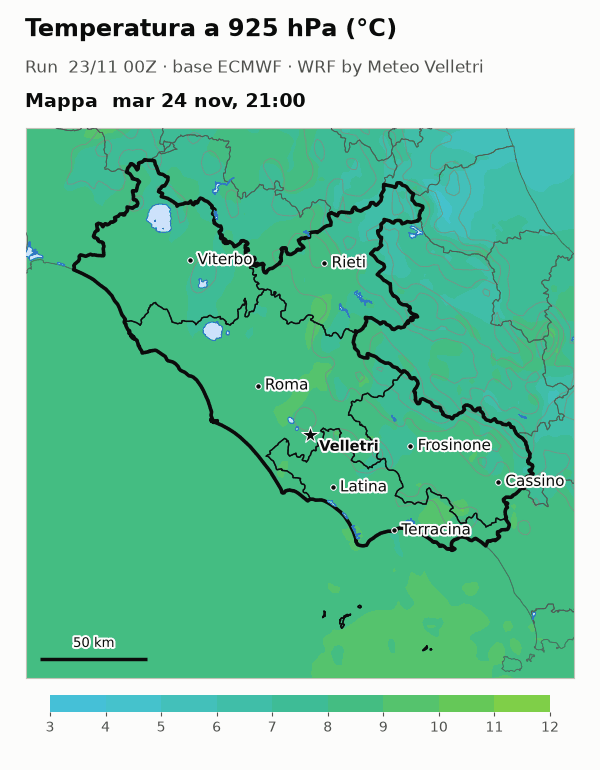 Temperatura a 925 hPa (°C)
Run  23/11 00Z · base ECMWF · WRF by Meteo Velletri
Mappa  mar 24 nov, 21:00
Viterbo
Rieti
Roma
Velletri
Frosinone
Cassino
Latina
Terracina
50 km
3 4 5 6 7 8 9 10 11 12